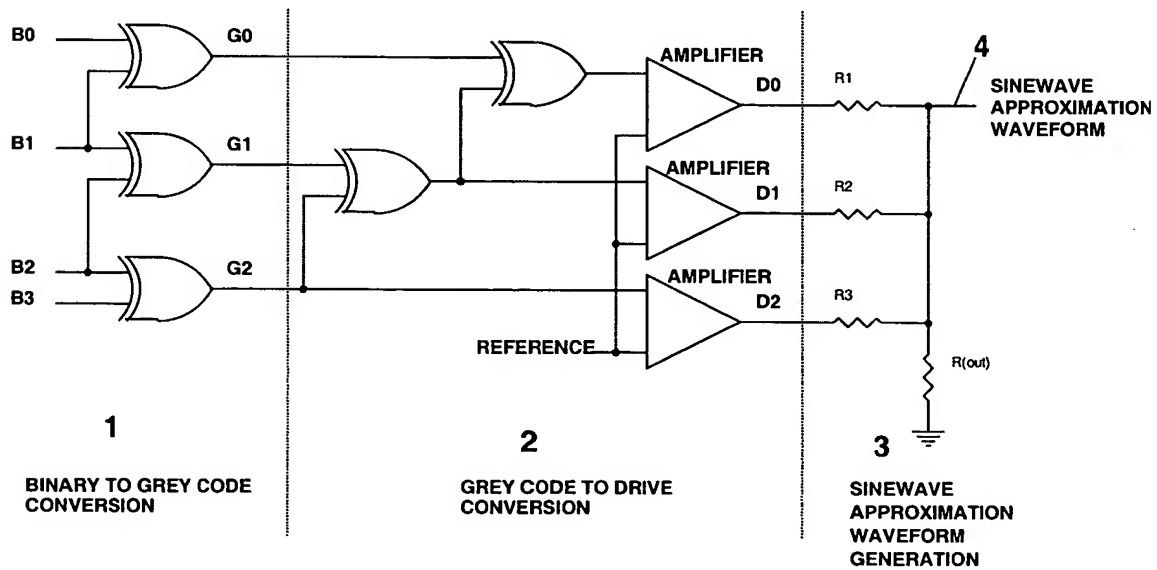 B0
G0
4
AMPLIFIER
D0
R1
SINEWAVE
APPROXIMATION
WAVEFORM
B1
G1
AMPLIFIER
D1
R2
B2
G2
AMPLIFIER
D2
R3
B3
REFERENCE
R(out)
1
2
3
BINARY TO GREY CODE
CONVERSION
GREY CODE TO DRIVE
CONVERSION
SINEWAVE
APPROXIMATION
WAVEFORM
GENERATION